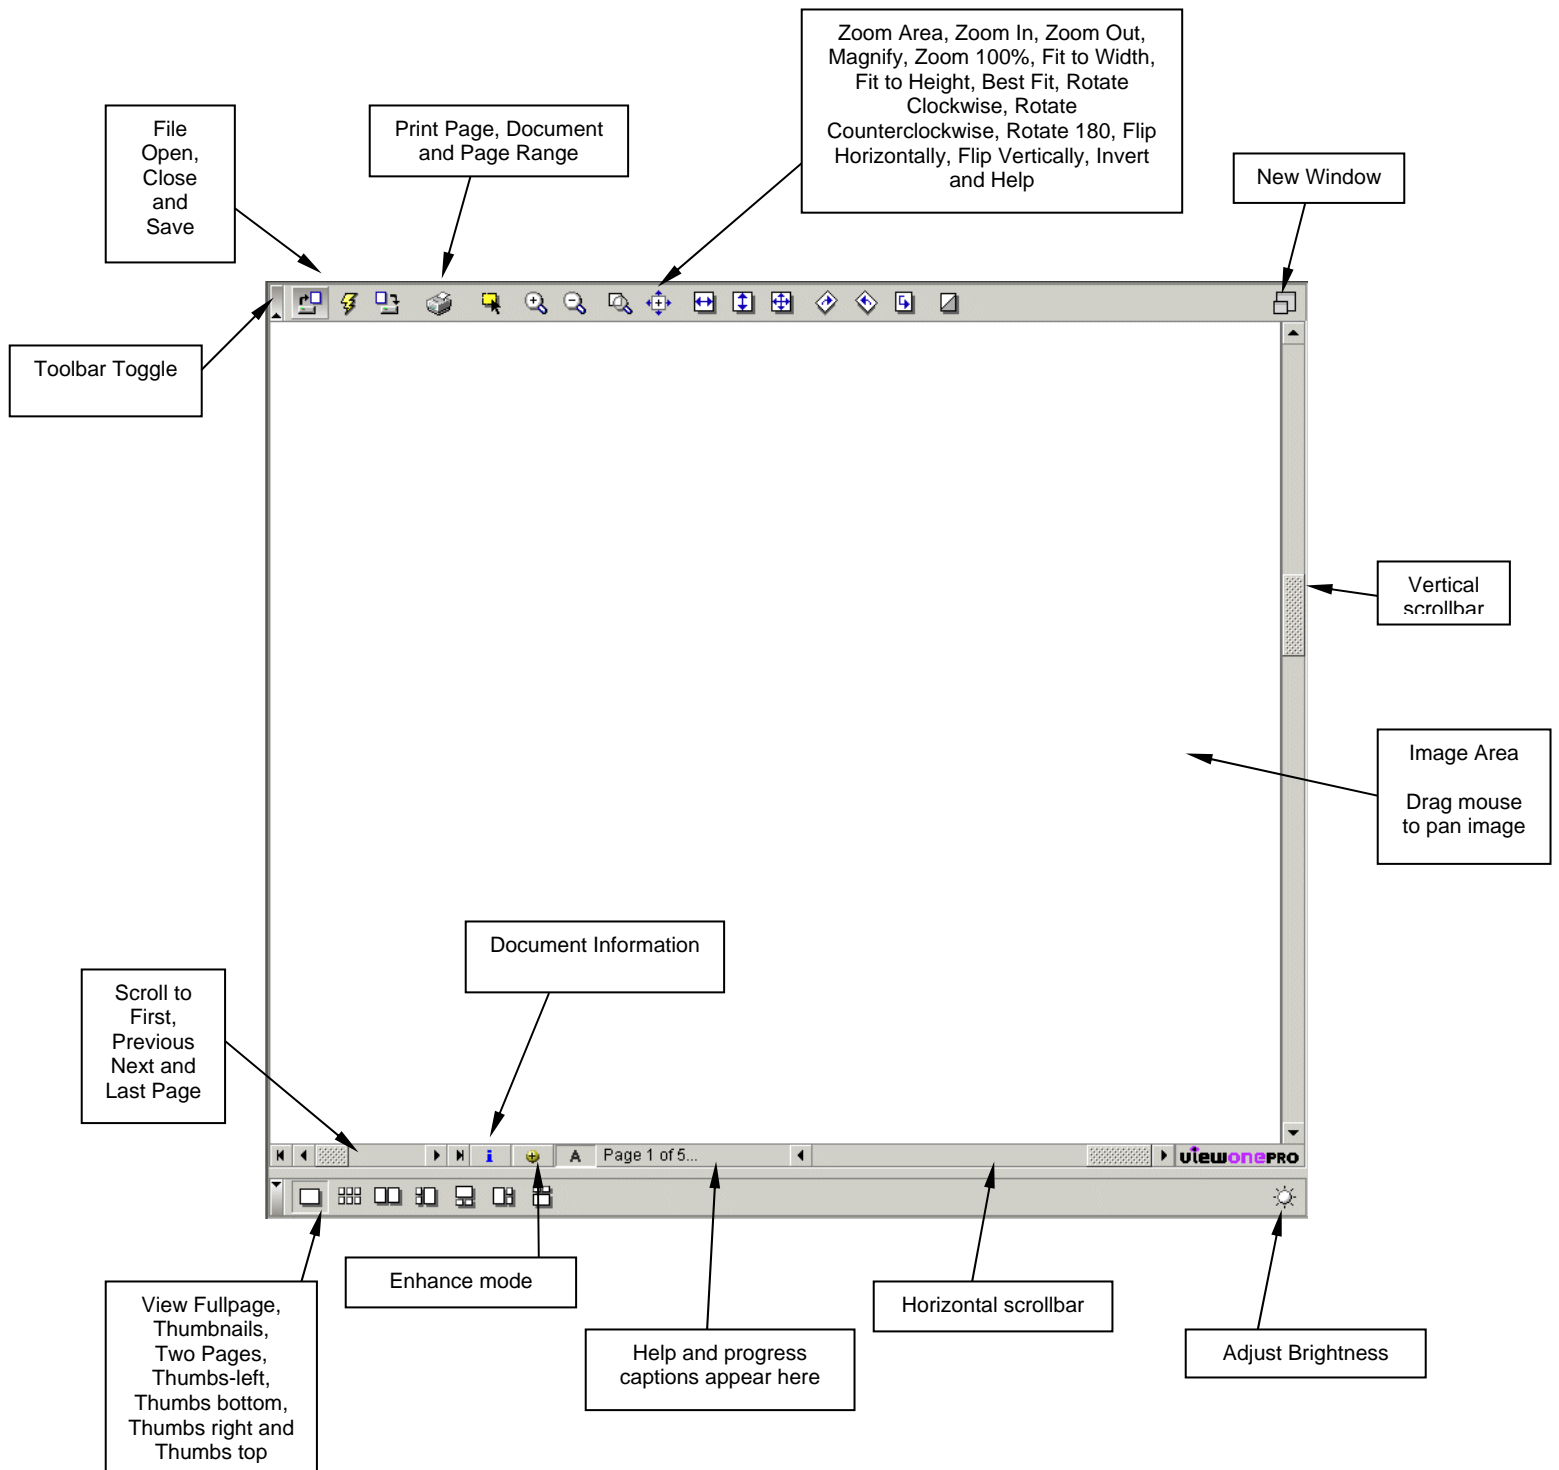 Zoom Area, Zoom In, Zoom Out,
Magnify, Zoom 100%, Fit to Width,
Fit to Height, Best Fit, Rotate
Clockwise, Rotate
Counterclockwise, Rotate 180, Flip
Horizontally, Flip Vertically, Invert
and Help
File
Open,
Close
and
Save
Print Page, Document
and Page Range
New Window
Toolbar Toggle
Vertical
scrollbar
Image Area
Drag mouse
to pan image
Document Information
Scroll to
First,
Previous
Next and
Last Page
i
A
Page 1 of 5...
viewonePRO
Enhance mode
Horizontal scrollbar
View Fullpage,
Thumbnails,
Two Pages,
Thumbs-left,
Thumbs bottom,
Thumbs right and
Thumbs top
Help and progress
captions appear here
Adjust Brightness